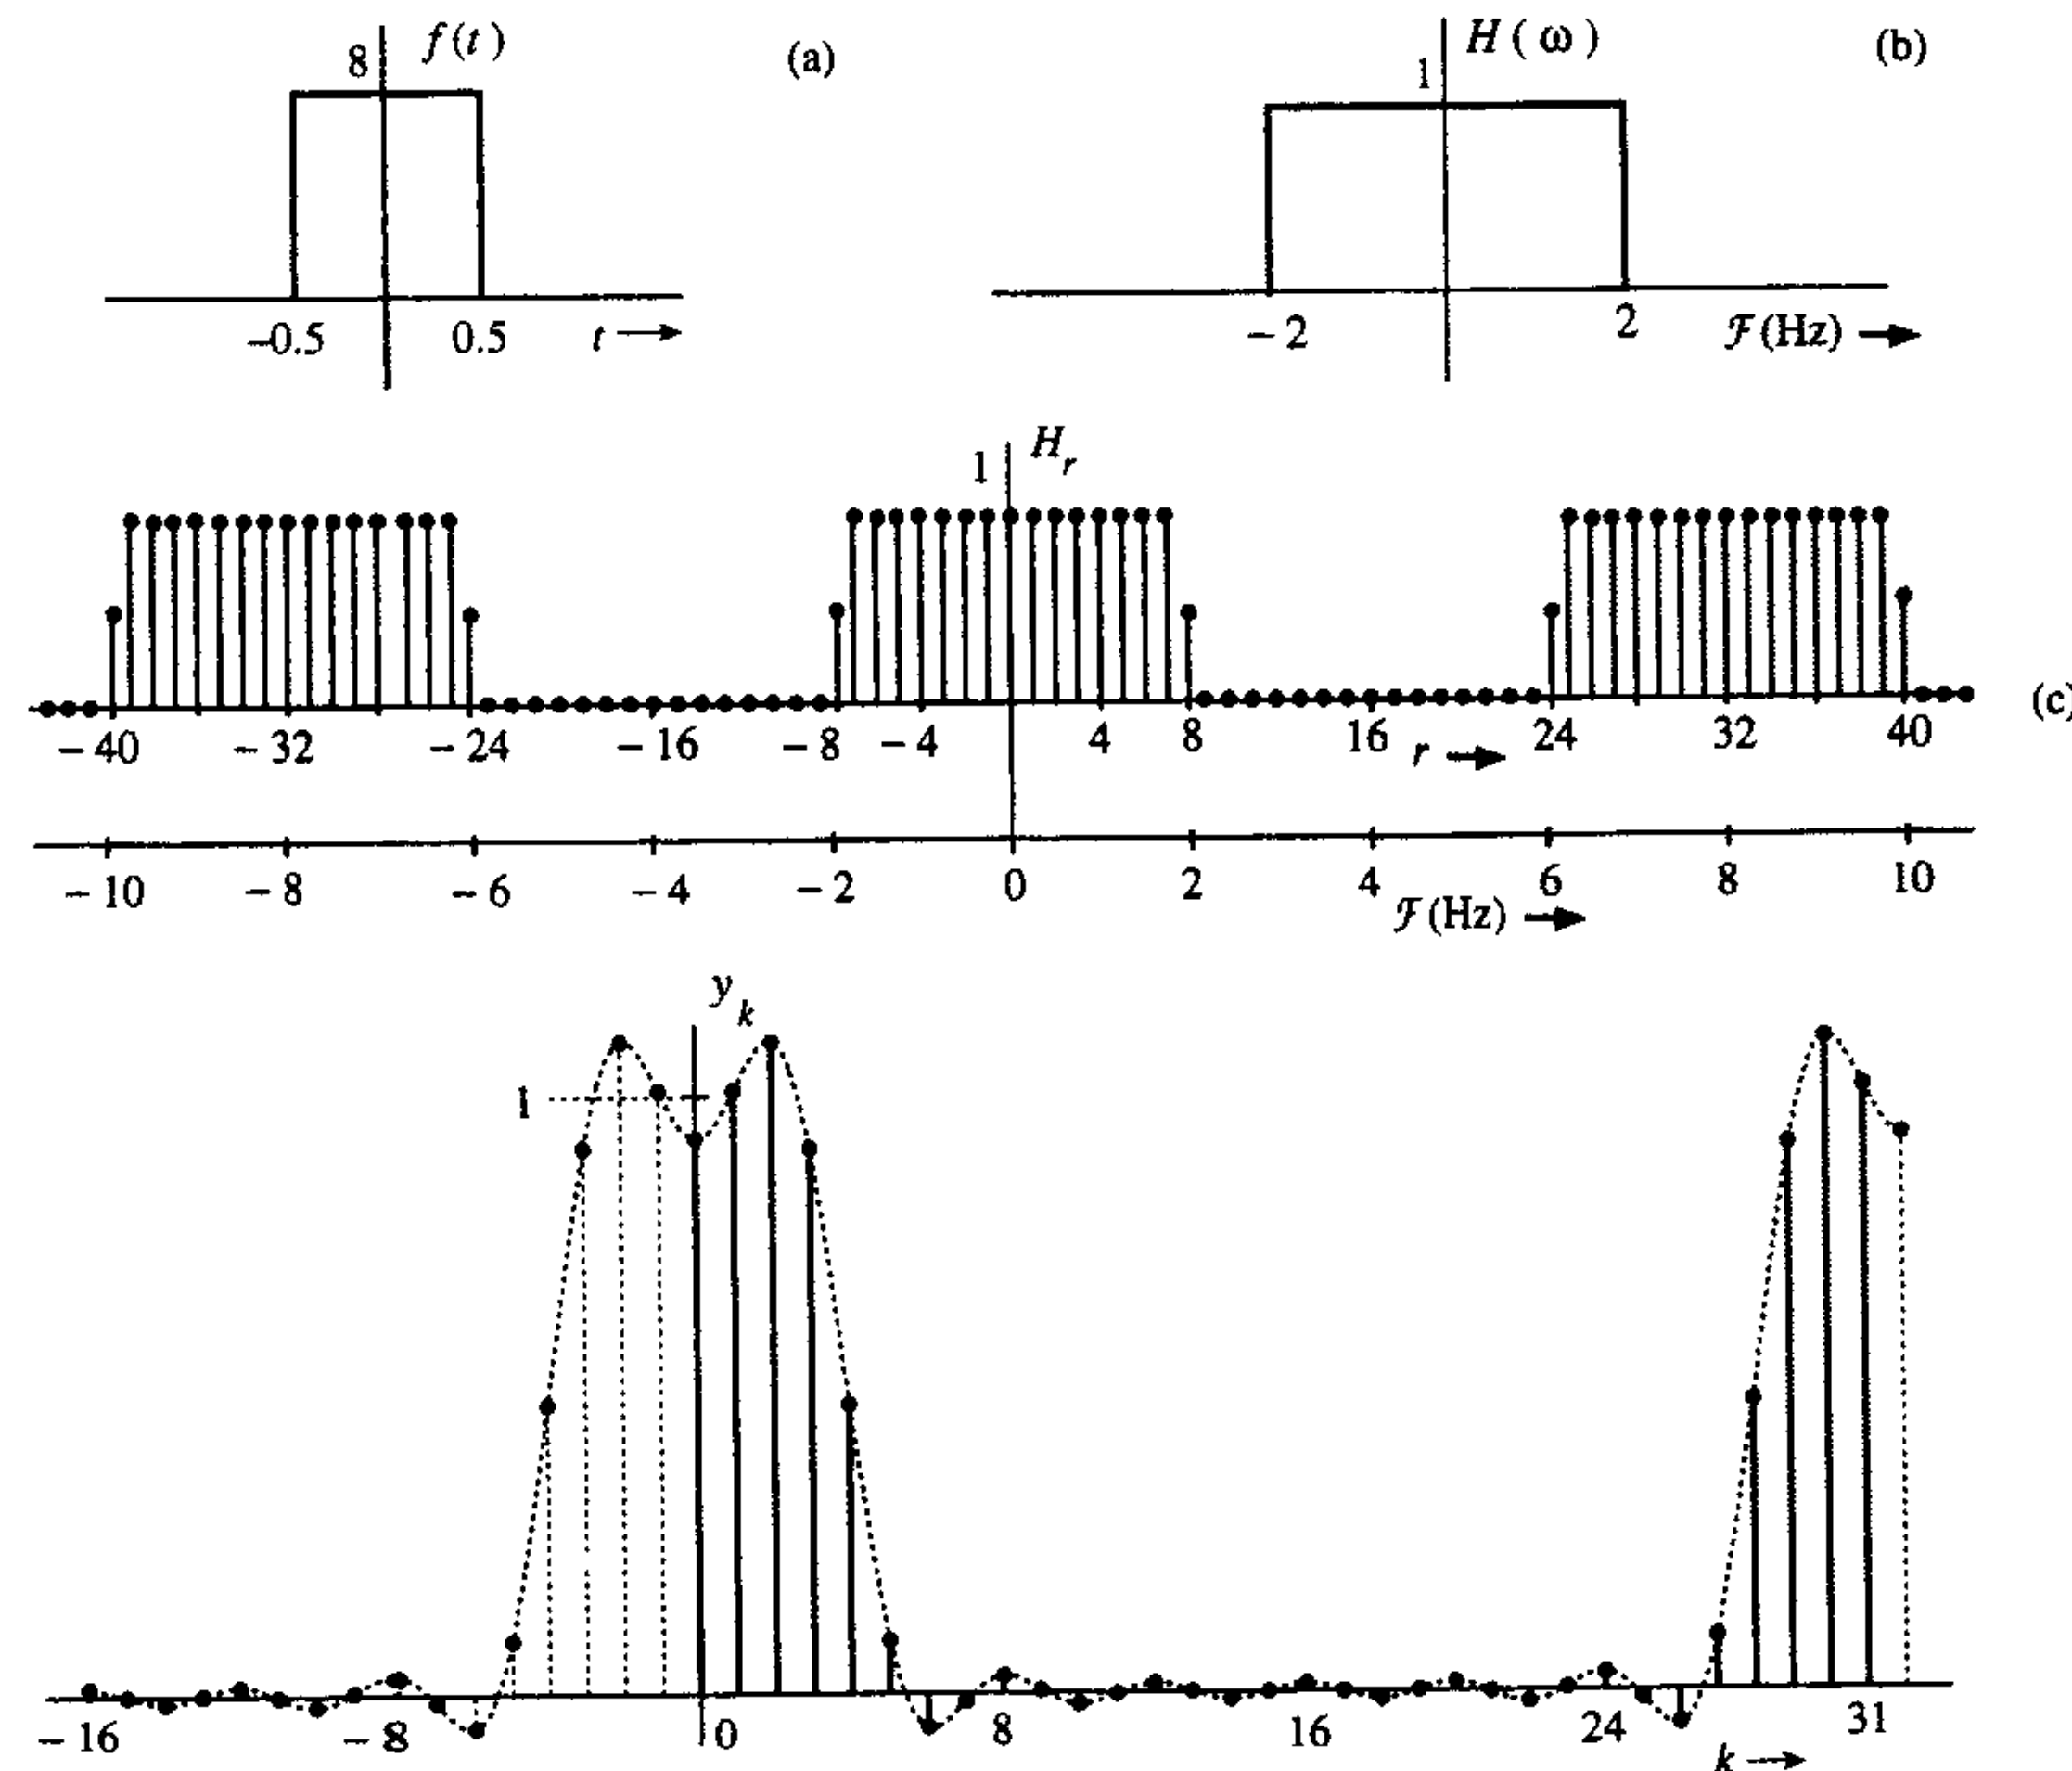 8 f(t) (a)
–0.5 0.5 t →
1 H(ω) (b)
– 2 2 ℱ(Hz) →
1 H_r
– 40 – 32 – 24 – 16 – 8 – 4 4 8 16 r → 24 32 40 (c)
– 10 – 8 – 6 – 4 – 2 0 2 4 6 8 10
ℱ(Hz) →
y_k
1
– 16 – 8 0 8 16 24 31
k →